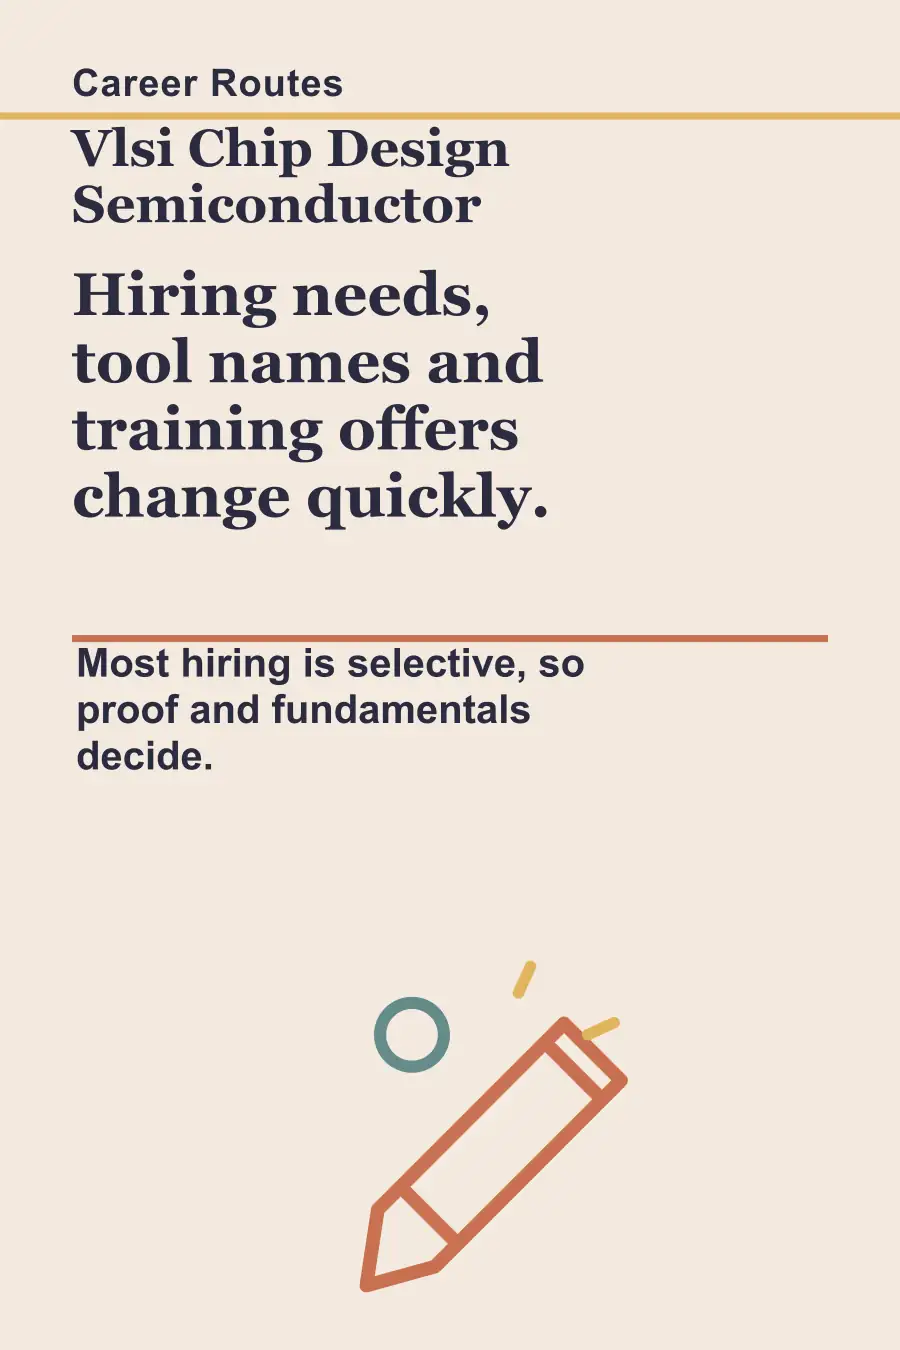 Career Routes
Vlsi Chip Design
Semiconductor
Hiring needs,
tool names and
training offers
change quickly.
Most hiring is selective, so
proof and fundamentals
decide.